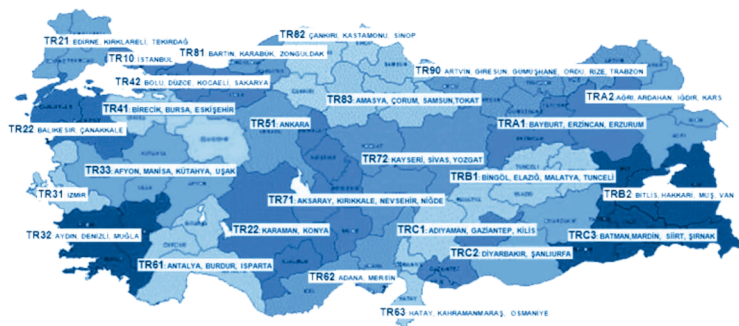 TR82 ÇANKIRI, KASTAMONU, SİNOP
TR21 EDİRNE, KIRKLARELİ, TEKİRDAĞ
TR81 BARTIN, KARABÜK, ZONGULDAK
TR10 İSTANBUL
TR90 ARTVİN, GİRESUN, GÜMÜŞHANE, ORDU, RİZE, TRABZON
TR42 BOLU, DÜZCE, KOCAELİ, SAKARYA
TRA2: AĞRI, ARDAHAN, IĞDIR, KARS
TR83: AMASYA, ÇORUM, SAMSUN,TOKAT
TR41: BİRECİK, BURSA, ESKİŞEHİR
TR51: ANKARA
TRA1: BAYBURT, ERZİNCAN, ERZURUM
TR22 BALIKESİR, ÇANAKKALE
TR72 KAYSERİ, SİVAS, YOZGAT
TR33: AFYON, MANİSA, KÜTAHYA, UŞAK
TRB1: BİNGÖL, ELAZIĞ, MALATYA, TUNCELİ
TR31 İZMİR
TRB2: BİTLİS, HAKKARİ, MUŞ, VAN
TR71: AKSARAY, KIRIKKALE, NEVŞEHİR, NİĞDE
TR32 AYDIN, DENİZLİ, MUĞLA
TR22: KARAMAN, KONYA
TRC1: ADIYAMAN, GAZİANTEP, KİLİS
TRC3: BATMAN,MARDİN, SİİRT, ŞIRNAK
TRC2: DİYARBAKIR, ŞANLIURFA
TR61: ANTALYA, BURDUR, ISPARTA
TR62 ADANA, MERSİN
TR63: HATAY, KAHRAMANMARAŞ, OSMANİYE